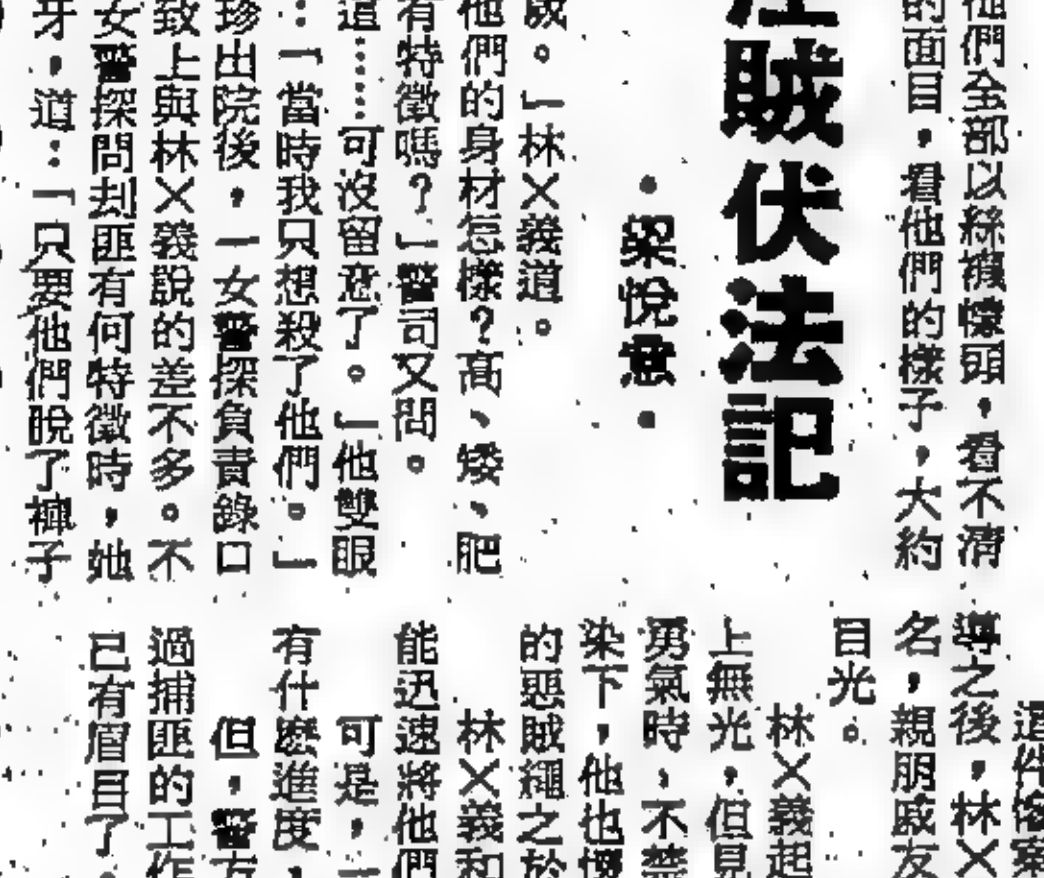 他們全部以絲襪懞頭，看不清
的面目，看他們的樣子，大約
賊伏法記
•梁悅意•
歲。」林×義道。
他們的身材怎樣？高、矮、肥
有特徵嗎？」警司又問。
這……可沒留意了。」他雙眼
：「當時我只想殺了他們。」
珍出院後，一女警探負責錄口
致上與林×義說的差不多。不
女警探問刦匪有何特徵時，她
牙，道：「只要他們脫了褲子
這件慘案
導之後，林×
名，親朋戚友
目光。
林×義起
上無光，但見
勇氣時，不禁
染下，他也慨
的惡賊繩之於
林×義和
能迅速將他們
可是，一
有什麼進度，
但，警方
過捕匪的工作
已有眉目了。